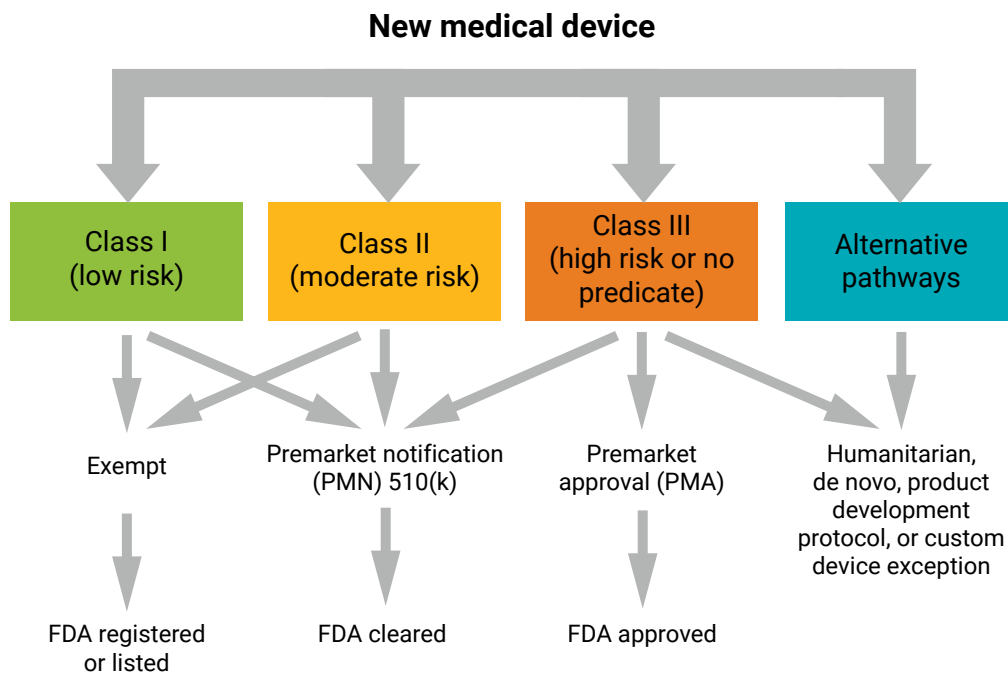 New medical device
Class I
(low risk)
Class II
(moderate risk)
Class III
(high risk or no
predicate)
Alternative
pathways
Exempt
Premarket notification
(PMN) 510(k)
Premarket
approval (PMA)
Humanitarian,
de novo, product
development
protocol, or custom
device exception
FDA registered
or listed
FDA cleared
FDA approved